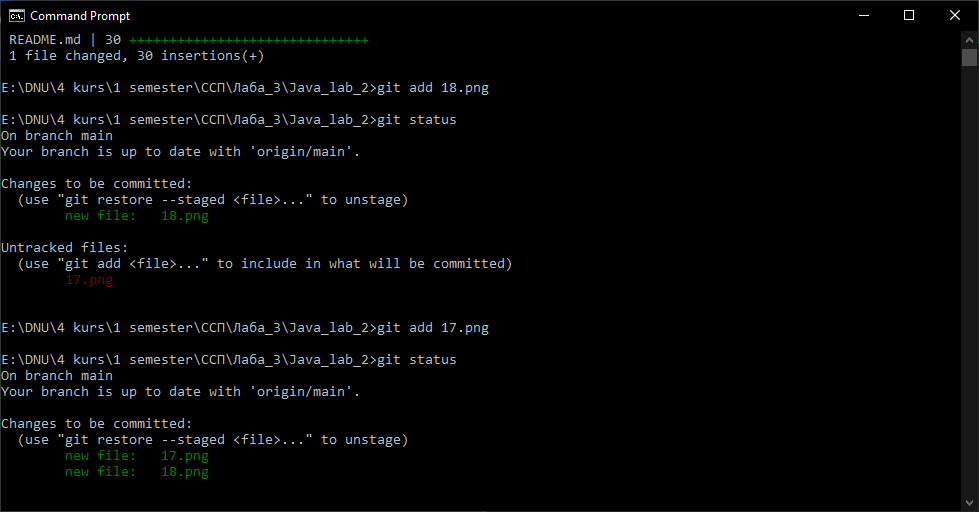 Command Prompt
README.md | 30 ++++++++++++++++++++++++++++++
1 file changed, 30 insertions(+)
E:\DNU\4 kurs\1 semester\ССП\Лаба_3\Java_lab_2>git add 18.png
E:\DNU\4 kurs\1 semester\ССП\Лаба_3\Java_lab_2>git status
On branch main
Your branch is up to date with 'origin/main'.
Changes to be committed:
  (use "git restore --staged <file>..." to unstage)
        new file:   18.png
Untracked files:
  (use "git add <file>..." to include in what will be committed)
        17.png
E:\DNU\4 kurs\1 semester\ССП\Лаба_3\Java_lab_2>git add 17.png
E:\DNU\4 kurs\1 semester\ССП\Лаба_3\Java_lab_2>git status
On branch main
Your branch is up to date with 'origin/main'.
Changes to be committed:
  (use "git restore --staged <file>..." to unstage)
        new file:   17.png
        new file:   18.png